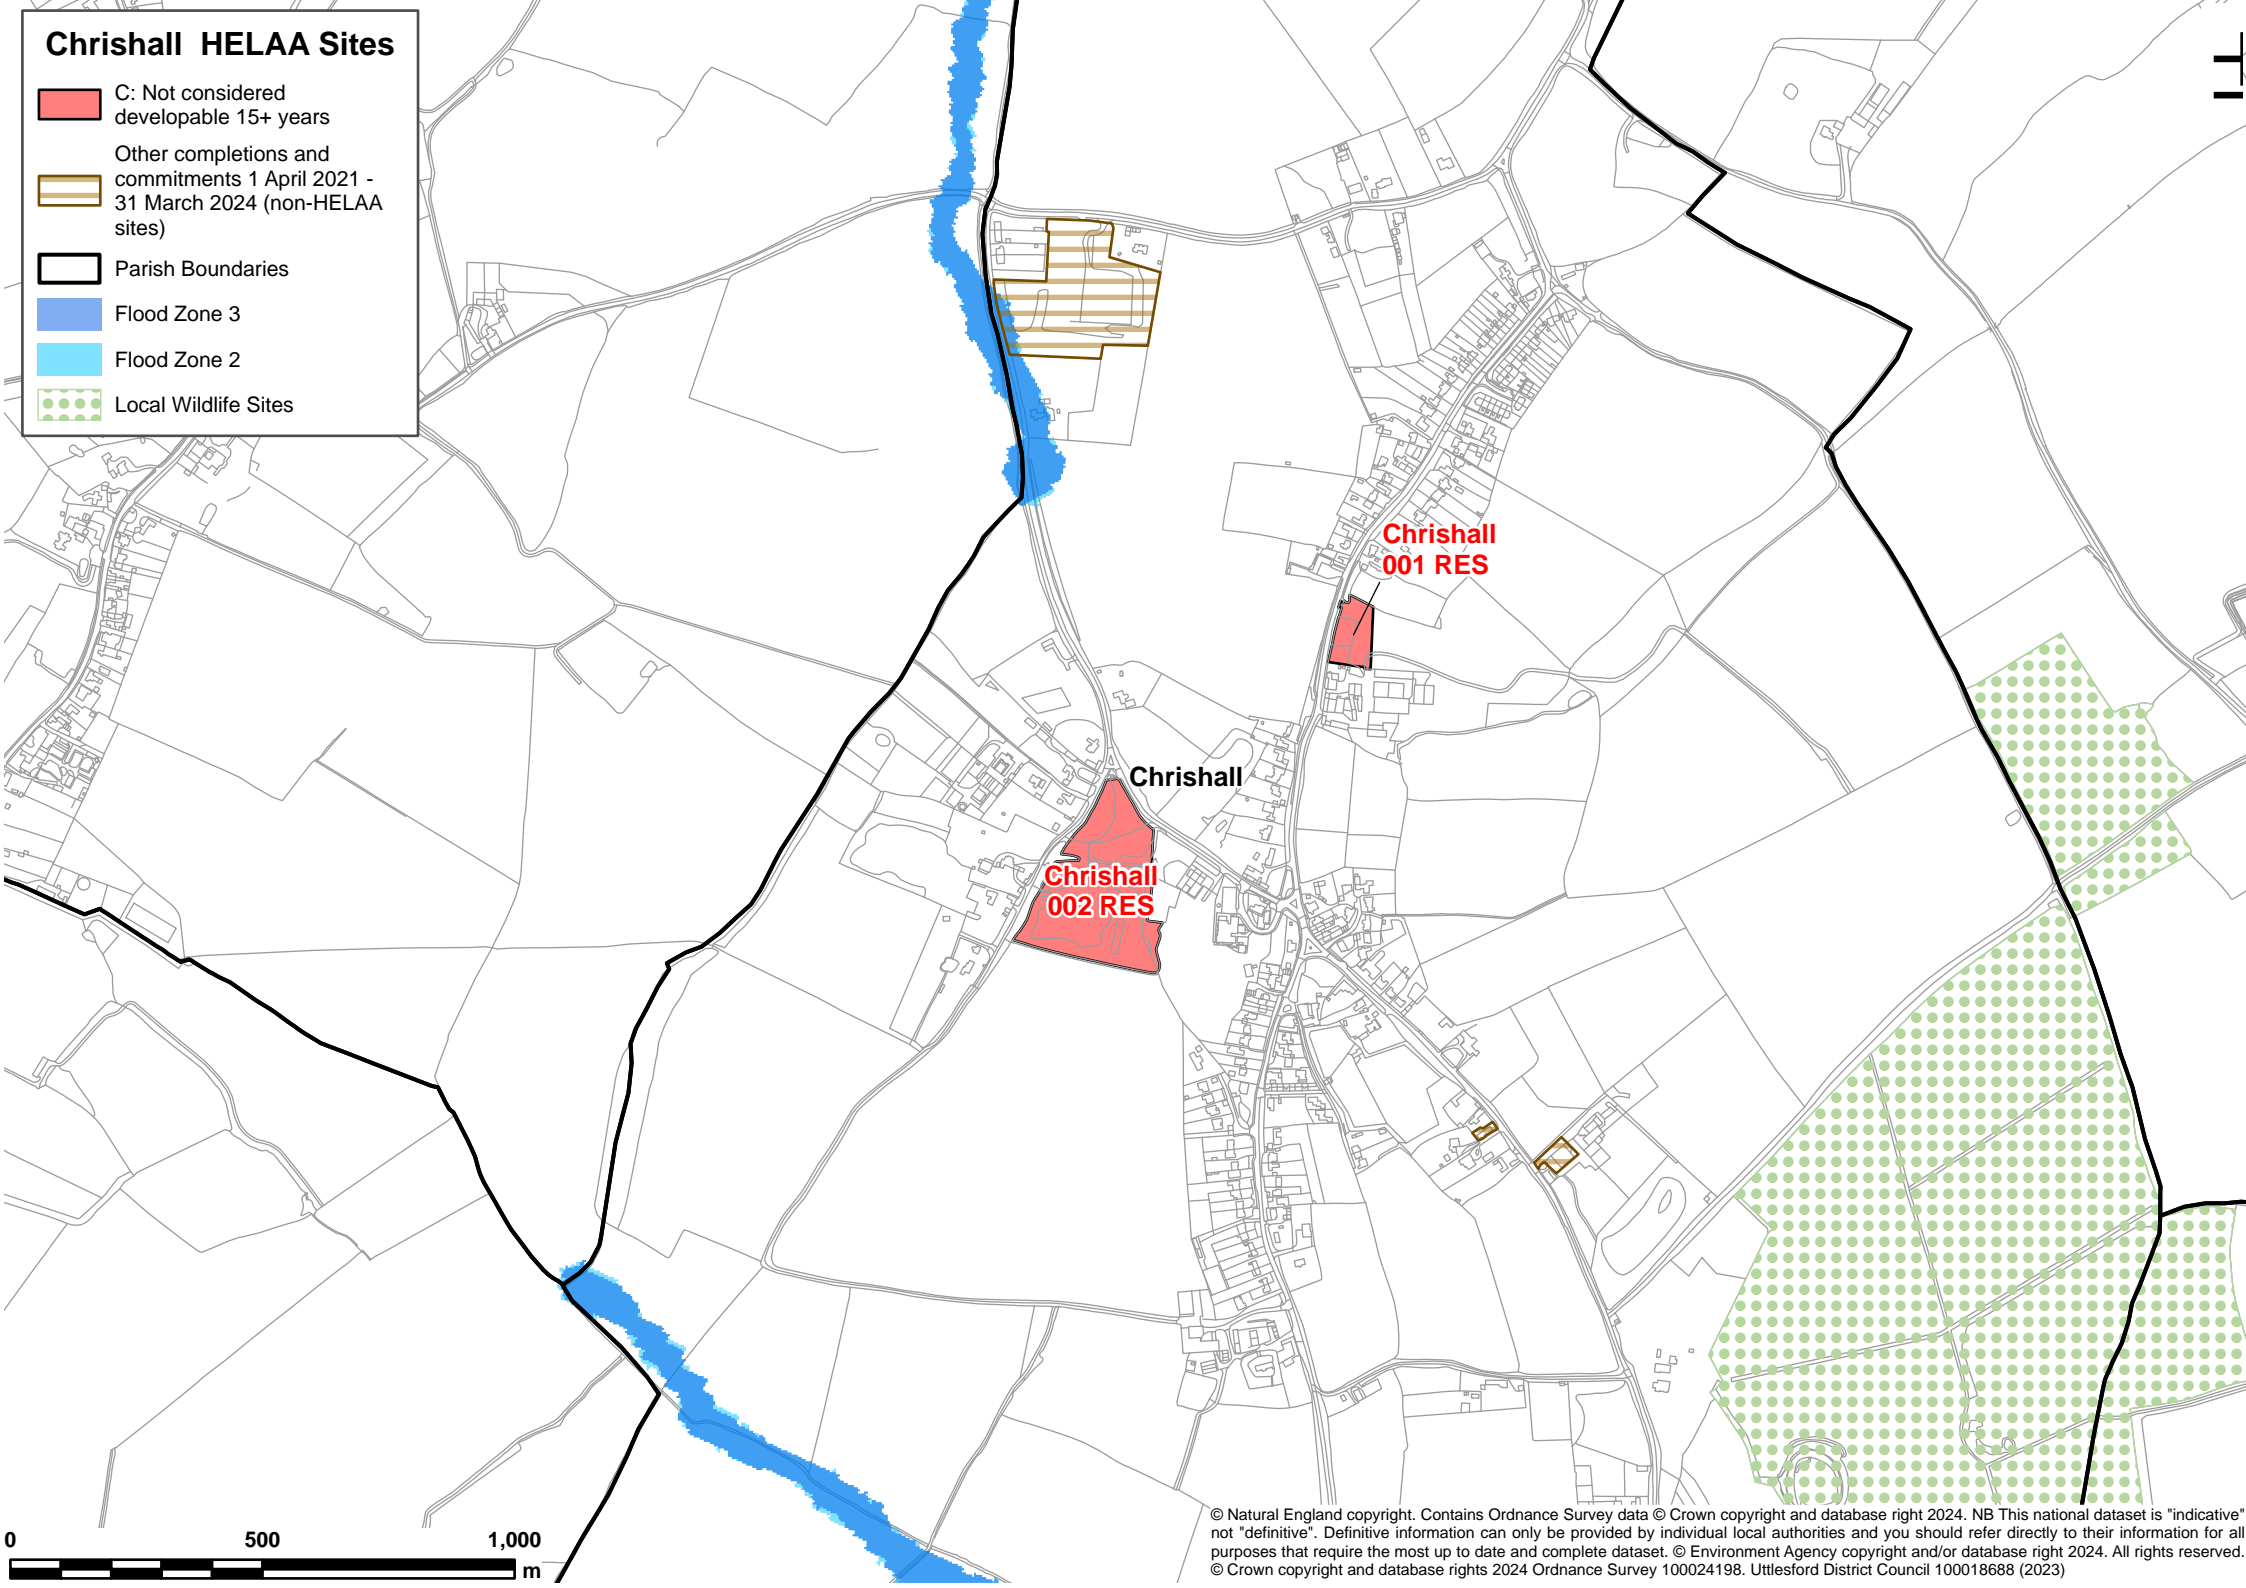 Chrishall  HELAA Sites
C: Not considered
developable 15+ years
Other completions and
commitments 1 April 2021 -
31 March 2024 (non-HELAA
sites)
Parish Boundaries
Flood Zone 3
Flood Zone 2
Local Wildlife Sites
Chrishall
001 RES
Chrishall
Chrishall
002 RES
0 500 1,000
m
© Natural England copyright. Contains Ordnance Survey data © Crown copyright and database right 2024. NB This national dataset is "indicative"
not "definitive". Definitive information can only be provided by individual local authorities and you should refer directly to their information for all
purposes that require the most up to date and complete dataset. © Environment Agency copyright and/or database right 2024. All rights reserved.
© Crown copyright and database rights 2024 Ordnance Survey 100024198. Uttlesford District Council 100018688 (2023)